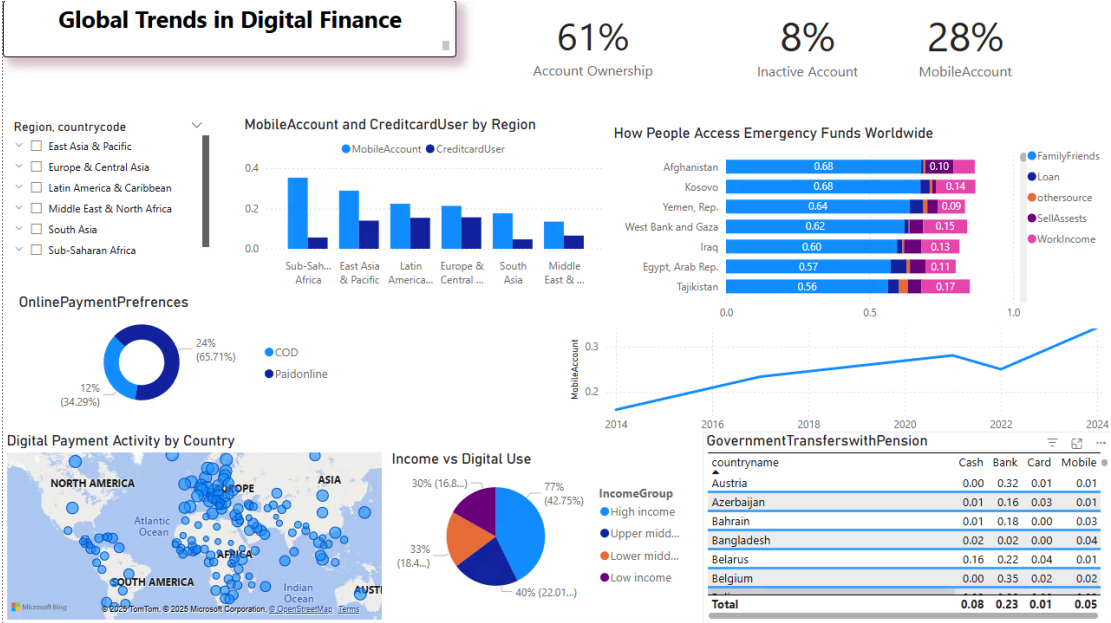 Global Trends in Digital Finance
61%
Account Ownership
8%
Inactive Account
28%
MobileAccount
Region, countrycode
East Asia & Pacific
Europe & Central Asia
Latin America & Caribbean
Middle East & North Africa
South Asia
Sub-Saharan Africa
MobileAccount and CreditcardUser by Region
MobileAccount CreditcardUser
0.4
0.2
0.0
Sub-Sah... Africa
East Asia & Pacific
Latin America...
Europe & Central ...
South Asia
Middle East & ...
How People Access Emergency Funds Worldwide
Afghanistan 0.68 0.10
Kosovo 0.68 0.14
Yemen, Rep. 0.64 0.09
West Bank and Gaza 0.62 0.15
Iraq 0.60 0.13
Egypt, Arab Rep. 0.57 0.11
Tajikistan 0.56 0.17
0.0 0.5 1.0
FamilyFriends
Loan
othersource
SellAssests
WorkIncome
OnlinePaymentPrefrences
24%
(65.71%)
12%
(34.29%)
COD
Paidonline
MobileAccount
0.3
0.2
2014 2016 2018 2020 2022 2024
Digital Payment Activity by Country
NORTH AMERICA
EUROPE
ASIA
Atlantic
Ocean
AFRICA
SOUTH AMERICA
Indian
Ocean
AUSTI
Microsoft Bing
© 2025 TomTom, © 2025 Microsoft Corporation, © OpenStreetMap Terms
Income vs Digital Use
30% (16.8...)
77%
(42.75%)
33%
(18.4...)
40% (22.01...)
IncomeGroup
High income
Upper midd...
Lower midd...
Low income
GovernmentTransferswithPension
countryname Cash Bank Card Mobile
Austria 0.00 0.32 0.01 0.01
Azerbaijan 0.01 0.16 0.03 0.01
Bahrain 0.01 0.18 0.00 0.03
Bangladesh 0.02 0.02 0.00 0.04
Belarus 0.16 0.22 0.04 0.01
Belgium 0.00 0.35 0.02 0.02
Total 0.08 0.23 0.01 0.05